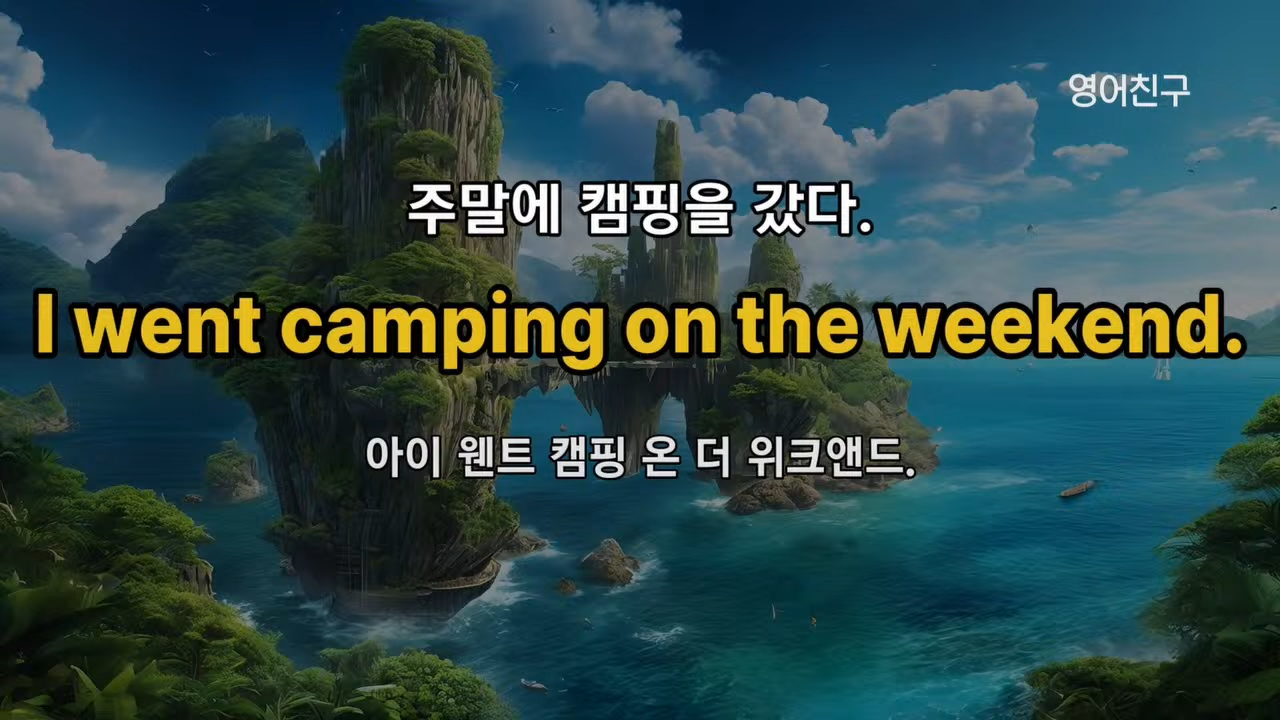 영어친구
주말에 캠핑을 갔다.
I went camping on the weekend.
아이 웬트 캠핑 온 더 위크앤드.